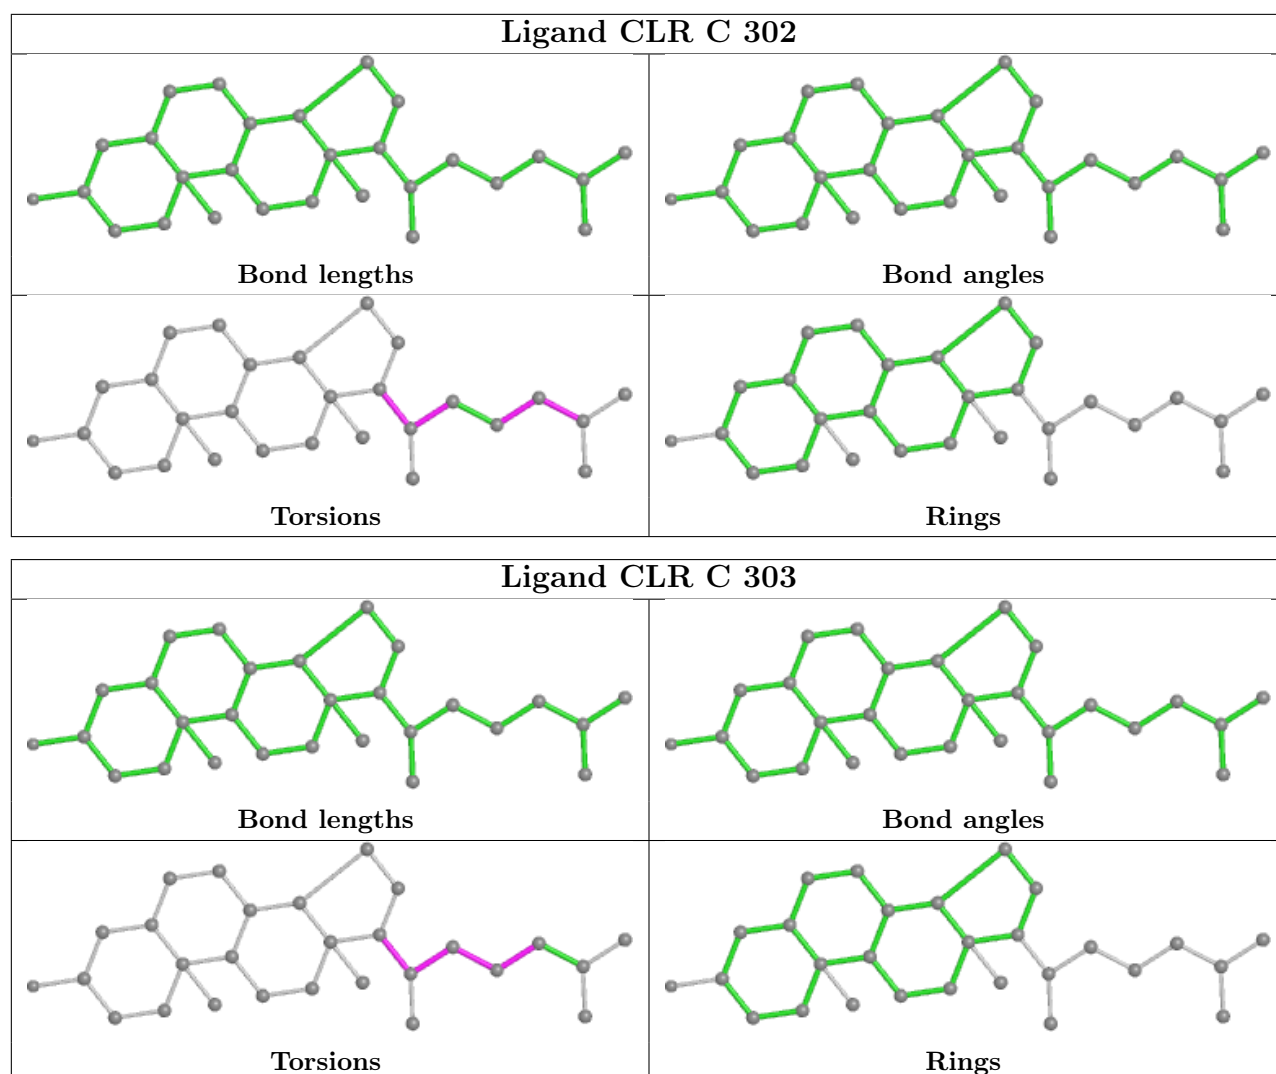 Ligand CLR C 302
Bond lengths
Bond angles
Torsions
Rings
Ligand CLR C 303
Bond lengths
Bond angles
Torsions
Rings